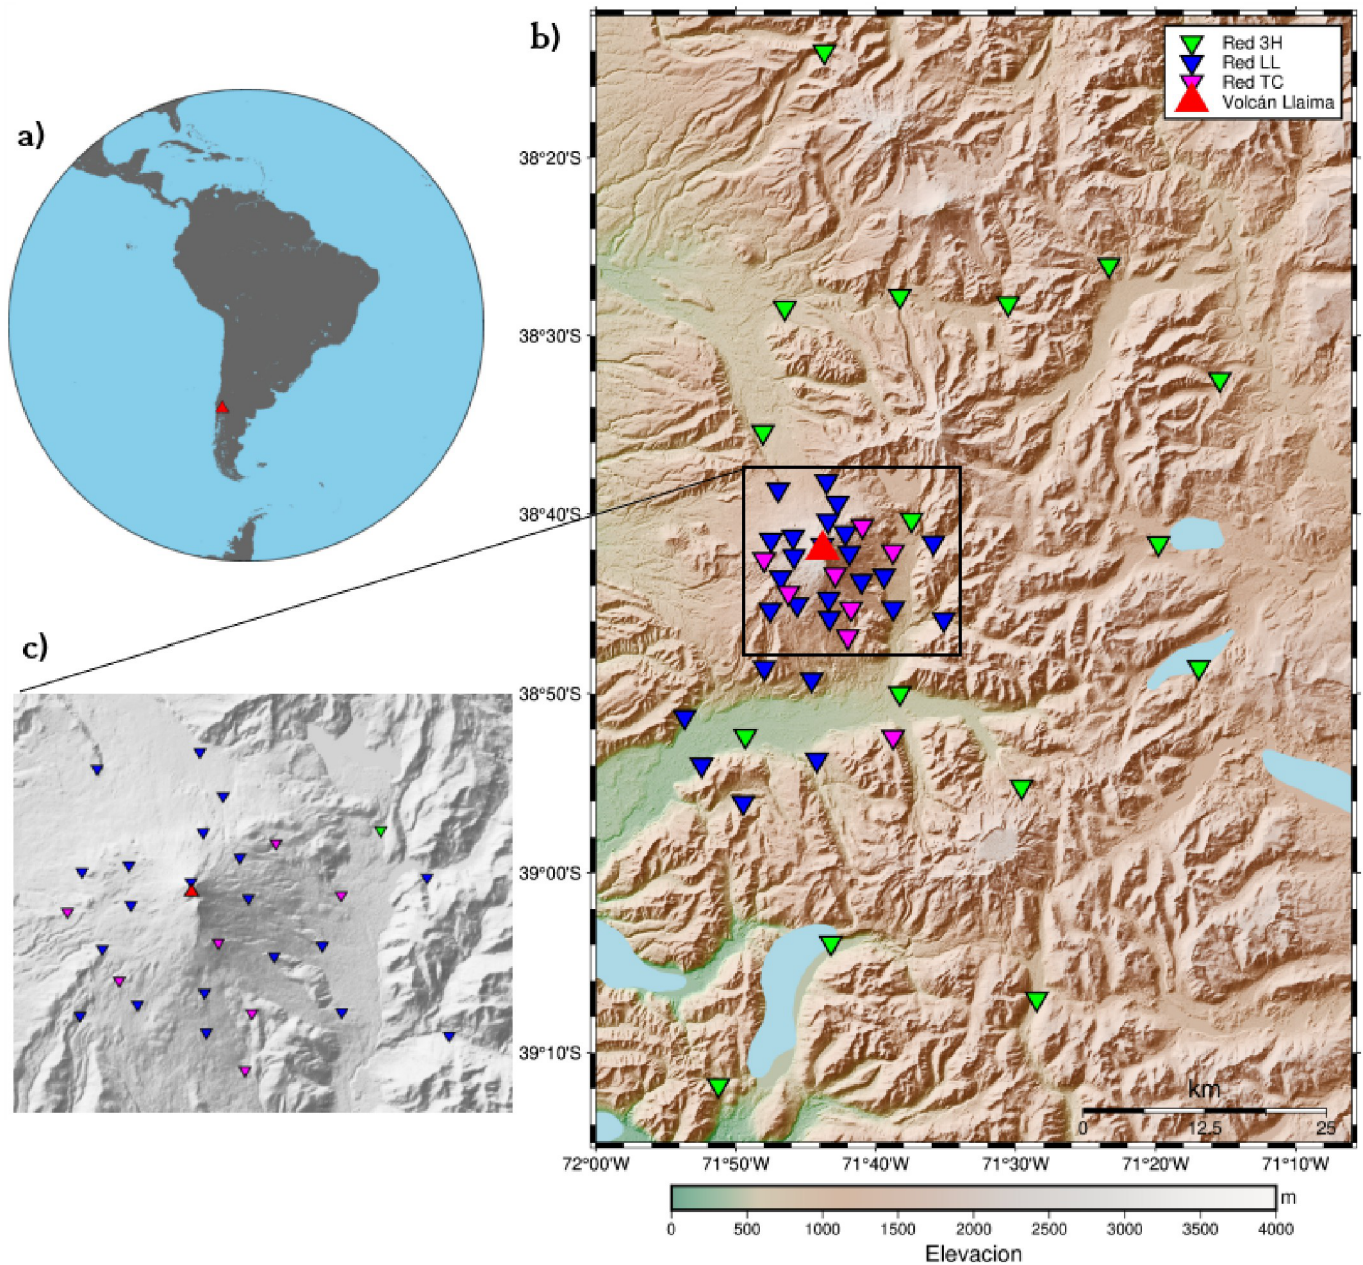 a)
b)
Red 3H
Red LL
Red TC
Volcán Llaima
38°20'S
38°30'S
38°40'S
38°50'S
39°00'S
39°10'S
c)
km
0 12.5 25
72°00'W 71°50'W 71°40'W 71°30'W 71°20'W 71°10'W
m
0 500 1000 1500 2000 2500 3000 3500 4000
Elevacion